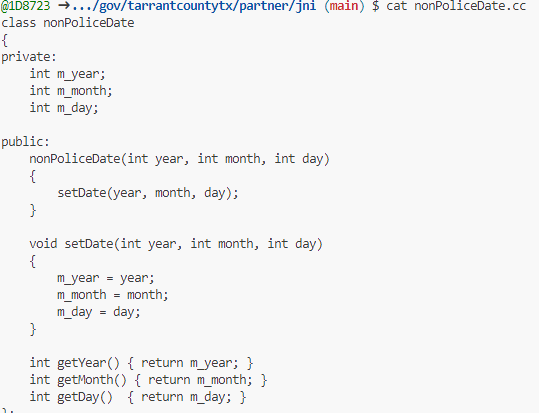 @1D8723 →.../gov/tarrantcountytx/partner/jni (main) $ cat nonPoliceDate.cc
class nonPoliceDate
{
private:
    int m_year;
    int m_month;
    int m_day;

public:
    nonPoliceDate(int year, int month, int day)
    {
        setDate(year, month, day);
    }

    void setDate(int year, int month, int day)
    {
        m_year = year;
        m_month = month;
        m_day = day;
    }

    int getYear() { return m_year; }
    int getMonth() { return m_month; }
    int getDay()  { return m_day; }
};